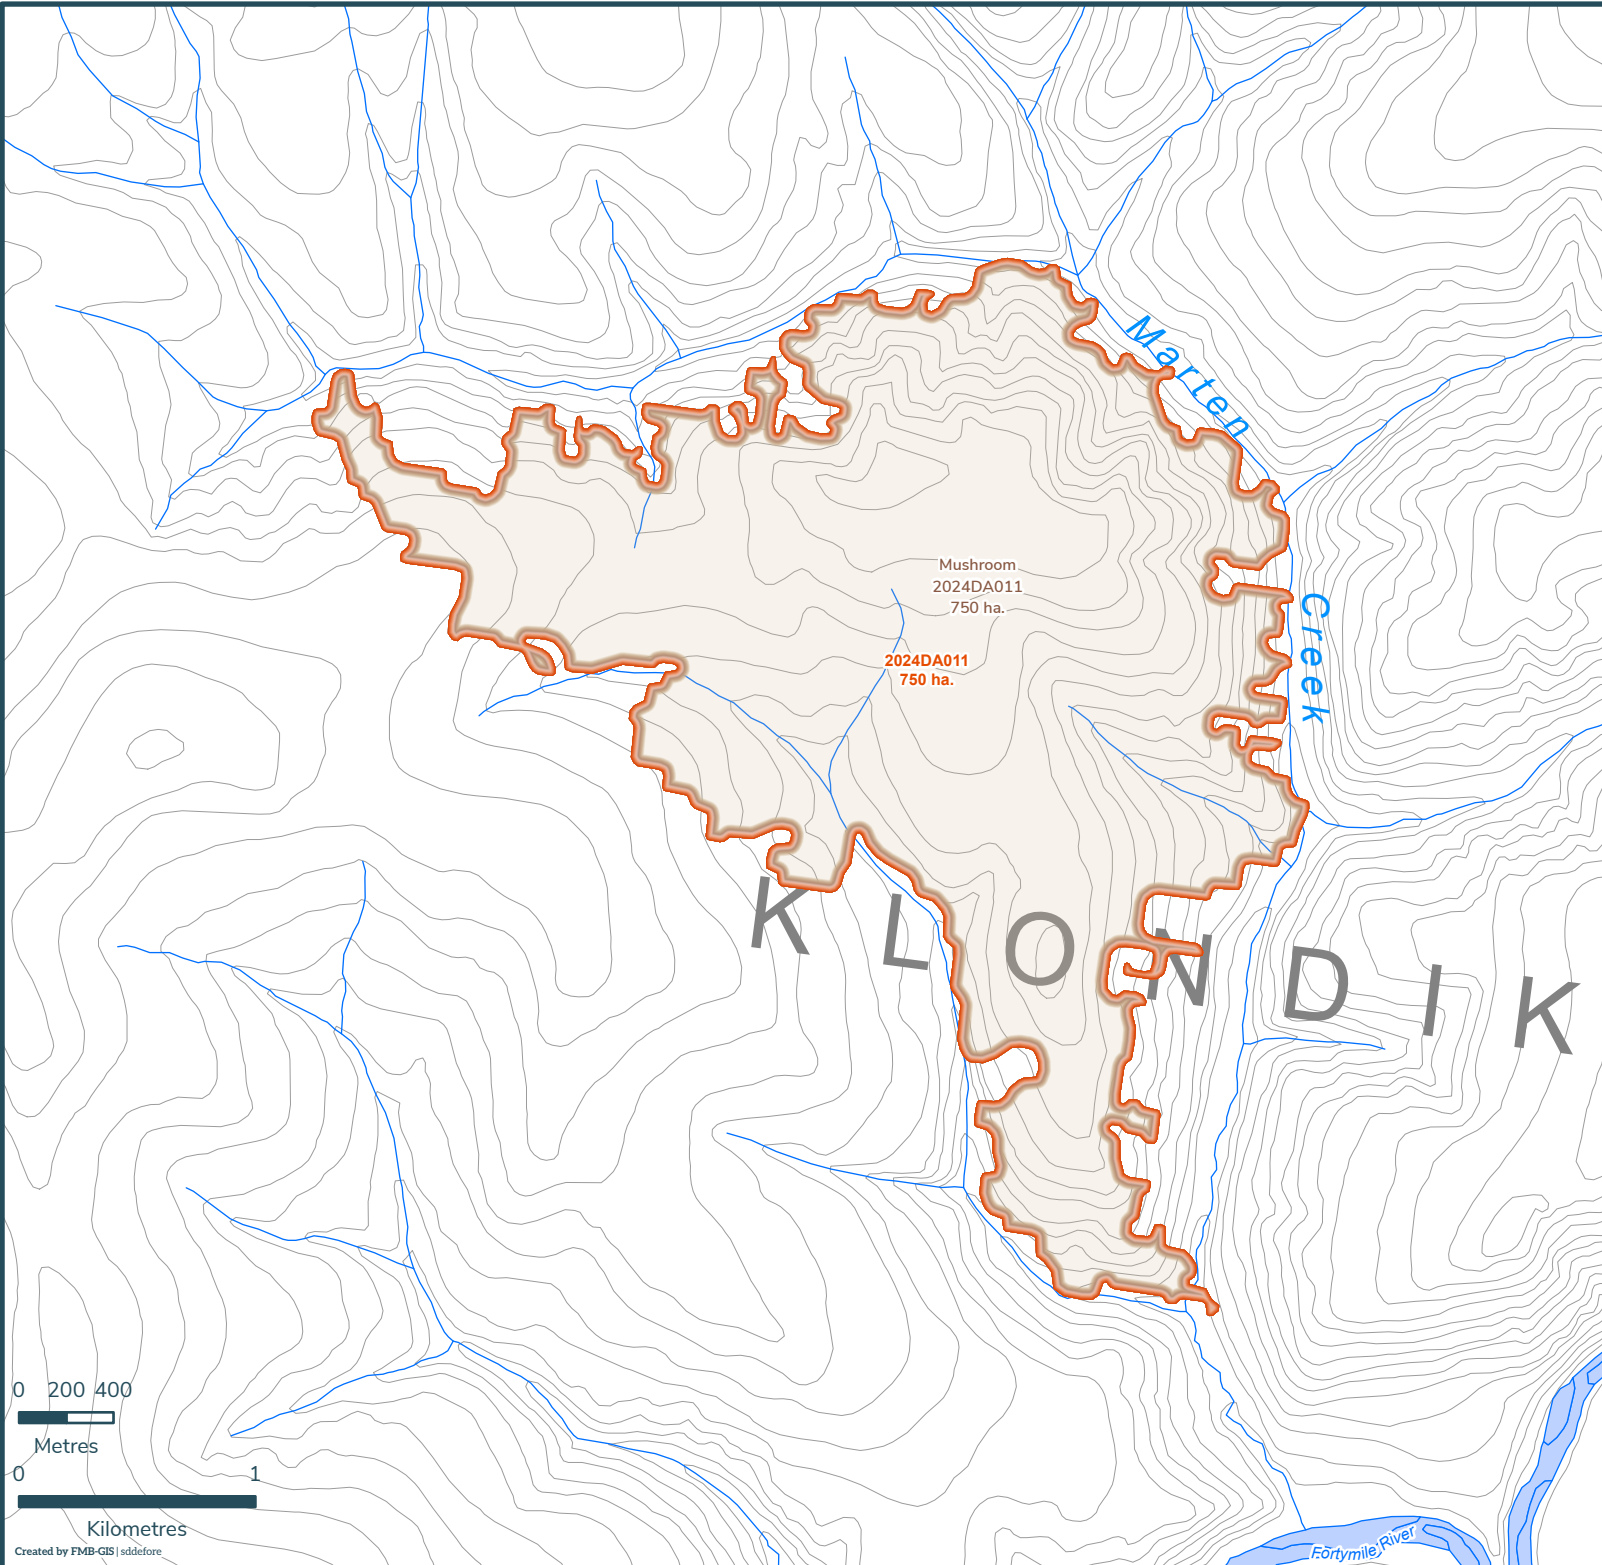 Marten
Mushroom
2024DA011
750 ha.
Creek
2024DA011
750 ha.
KLONDIK
0 200 400
Metres
0 1
Kilometres
Created by FMB-GIS | sddefore
Fortymile River